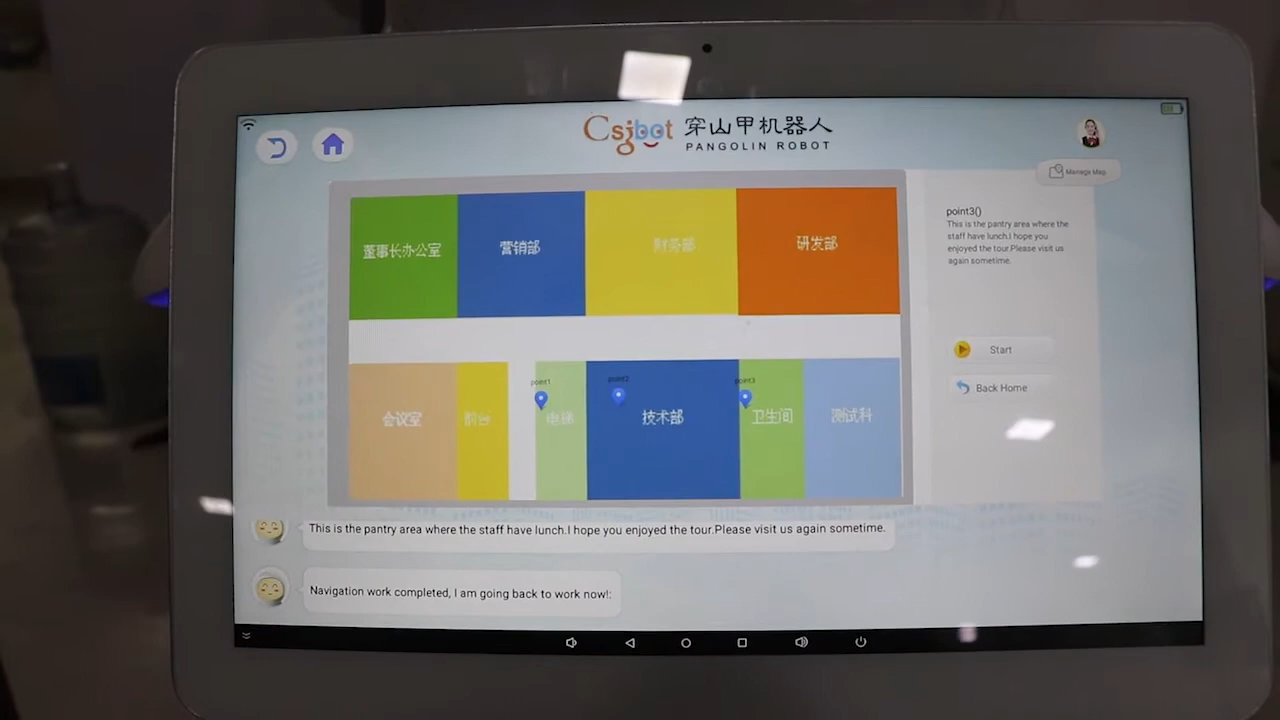 Csjbot 穿山甲机器人
PANGOLIN ROBOT
Manage Map
董事长办公室
营销部
财务部
研发部
point3()
This is the pantry area where the
staff have lunch.I hope you
enjoyed the tour.Please visit us
again sometime.
Start
Back Home
point1
point2
point3
会议室
前台
电梯
技术部
卫生间
测试科
This is the pantry area where the staff have lunch.I hope you enjoyed the tour.Please visit us again sometime.
Navigation work completed, I am going back to work now!: